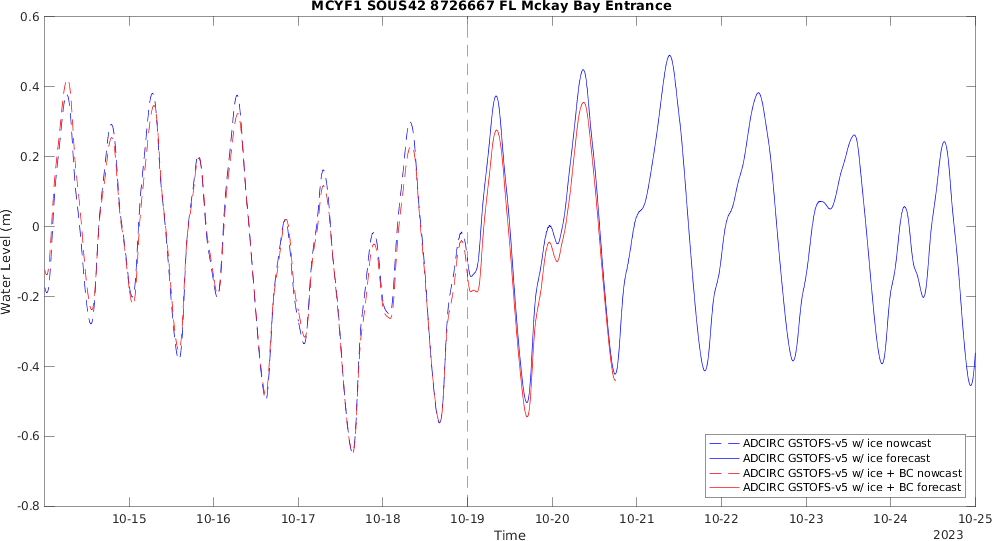 MCYF1 SOUS42 8726667 FL Mckay Bay Entrance
0.6
0.4
0.2
0
-0.2
-0.4
-0.6
-0.8
Water Level (m)
ADCIRC GSTOFS-v5 w/ ice nowcast
ADCIRC GSTOFS-v5 w/ ice forecast
ADCIRC GSTOFS-v5 w/ ice + BC nowcast
ADCIRC GSTOFS-v5 w/ ice + BC forecast
10-15 10-16 10-17 10-18 10-19 10-20 10-21 10-22 10-23 10-24 10-25
Time
2023